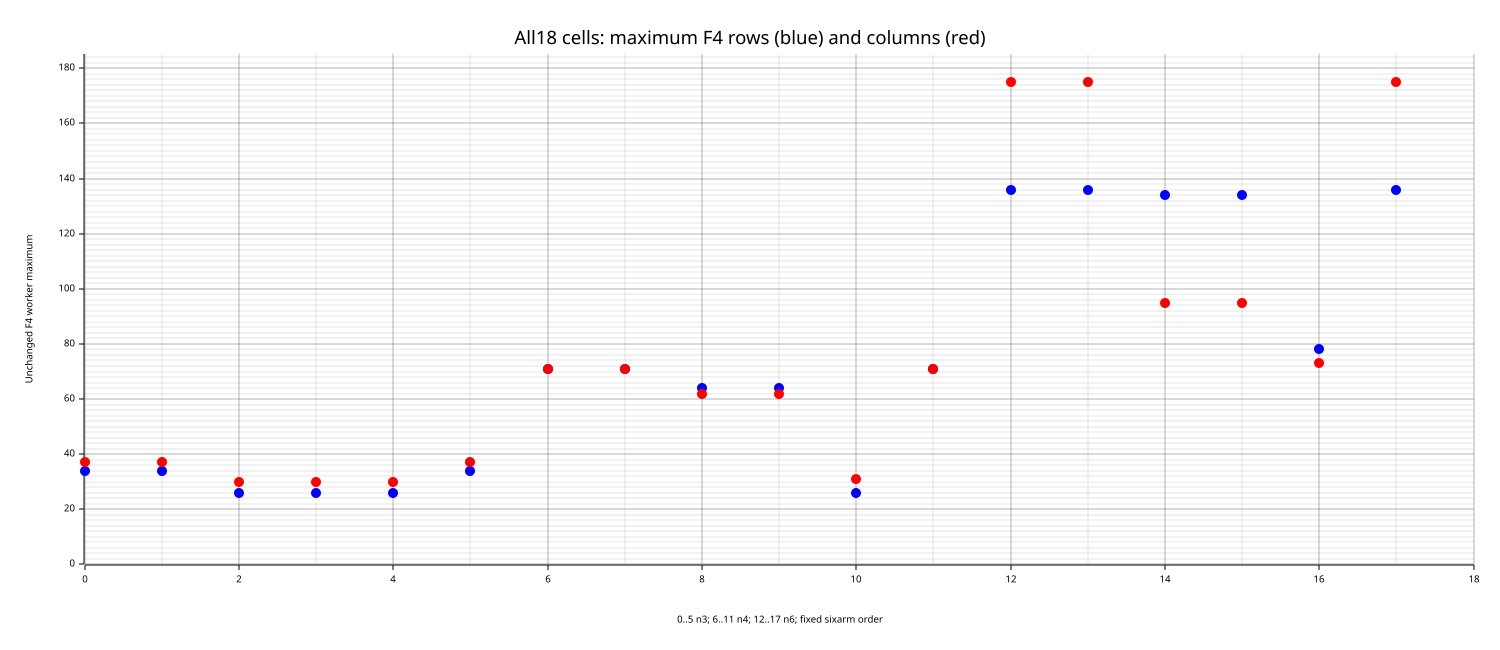 All18 cells: maximum F4 rows (blue) and columns (red)
180
160
140
120
100
80
60
40
20
0
Unchanged F4 worker maximum
0 2 4 6 8 10 12 14 16 18
0..5 n3; 6..11 n4; 12..17 n6; fixed sixarm order